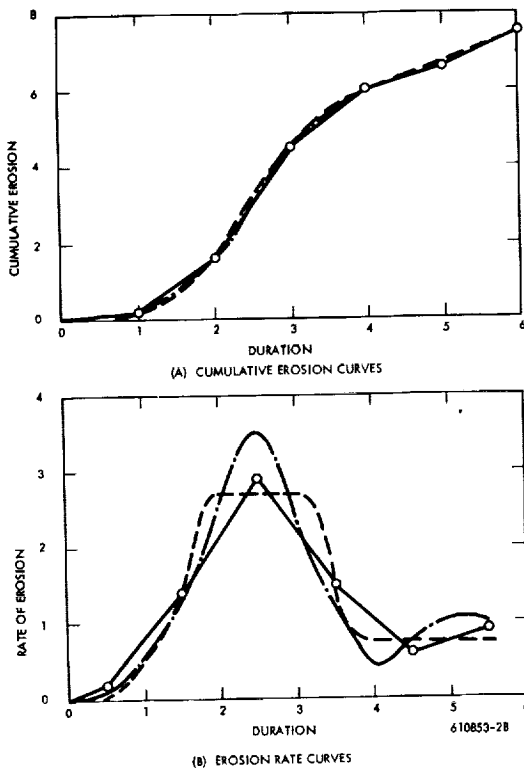 8
6
4
2
0
CUMULATIVE EROSION
0 1 2 3 4 5 6
DURATION
(A) CUMULATIVE EROSION CURVES
4
3
2
1
0
RATE OF EROSION
0 1 2 3 4 5 6
DURATION
610853-2B
(B) EROSION RATE CURVES